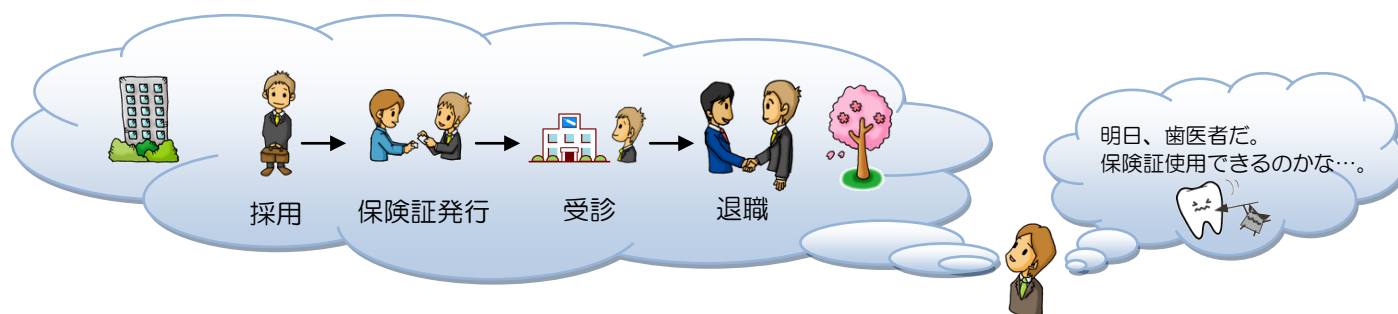 採用
保険証発行
受診
退職
明日、歯医者だ。
保険証使用できるのかな…。